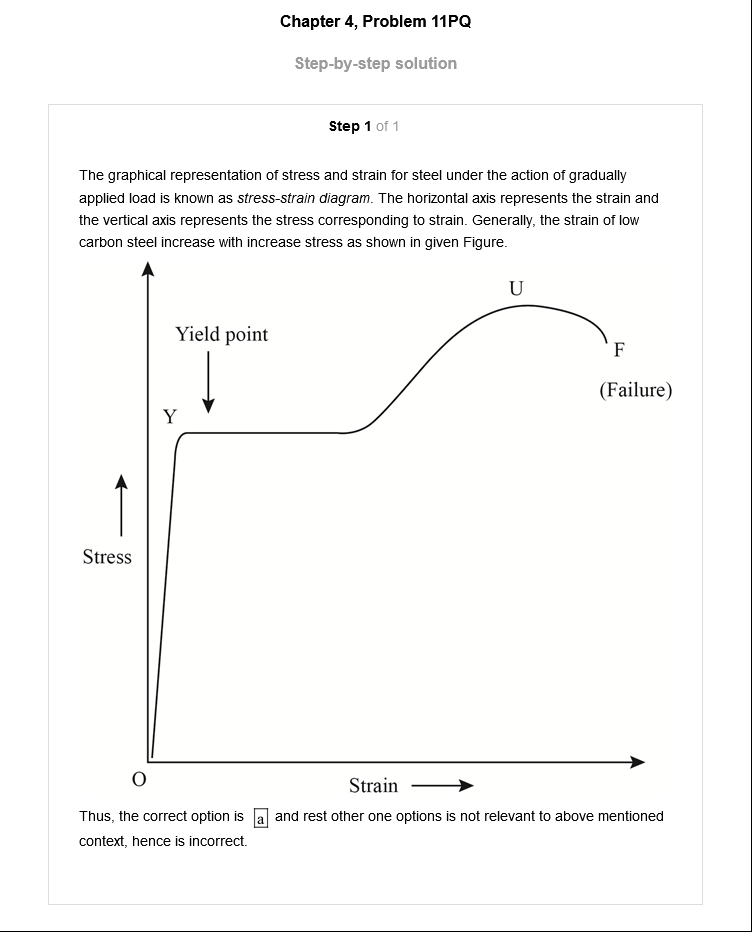 Chapter 4, Problem 11PQ
Step-by-step solution
Step 1 of 1
The graphical representation of stress and strain for steel under the action of gradually
applied load is known as stress-strain diagram. The horizontal axis represents the strain and
the vertical axis represents the stress corresponding to strain. Generally, the strain of low
carbon steel increase with increase stress as shown in given Figure.
U
Yield point
F
(Failure)
Y
Stress
O
Strain
Thus, the correct option is a and rest other one options is not relevant to above mentioned
context, hence is incorrect.